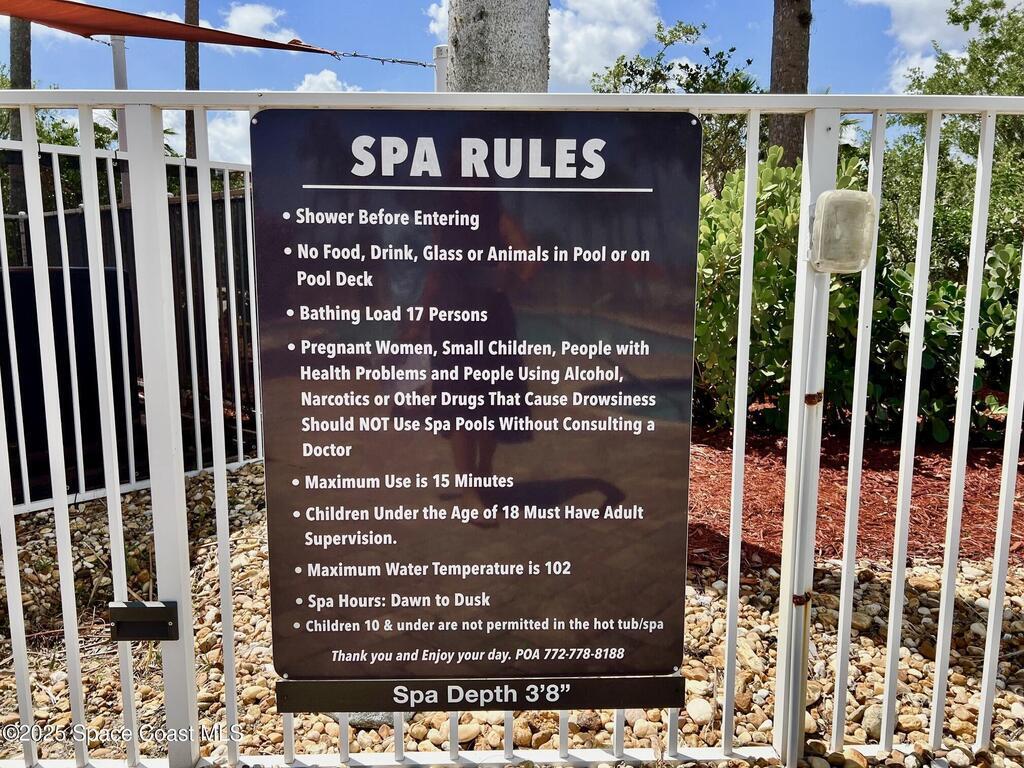 SPA RULES
• Shower Before Entering
• No Food, Drink, Glass or Animals in Pool or on
Pool Deck
• Bathing Load 17 Persons
• Pregnant Women, Small Children, People with
Health Problems and People Using Alcohol,
Narcotics or Other Drugs That Cause Drowsiness
Should NOT Use Spa Pools Without Consulting a
Doctor
• Maximum Use is 15 Minutes
• Children Under the Age of 18 Must Have Adult
Supervision.
• Maximum Water Temperature is 102
• Spa Hours: Dawn to Dusk
• Children 10 & under are not permitted in the hot tub/spa
Thank you and Enjoy your day. POA 772-778-8188
Spa Depth 3'8”
©2025 Space Coast MLS